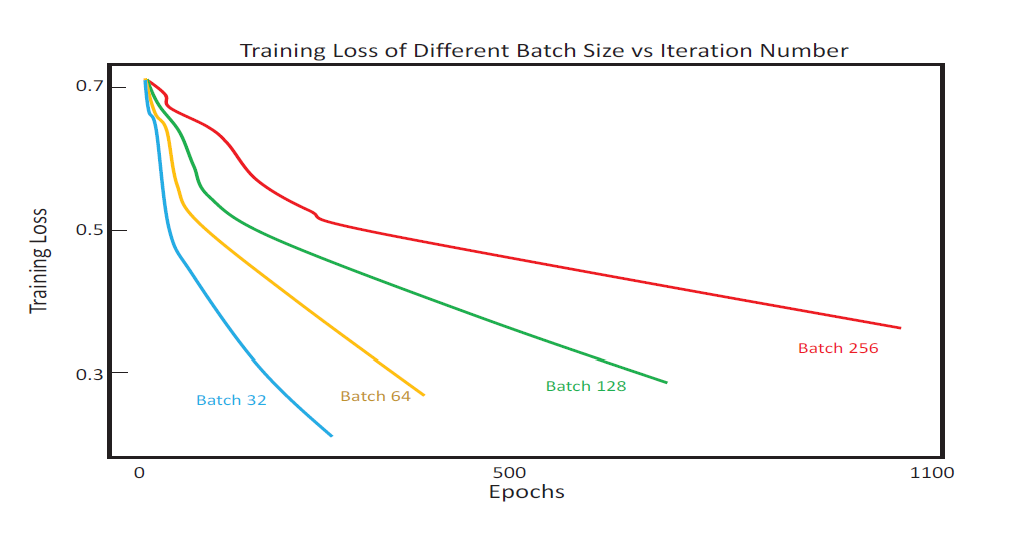 Training Loss of Different Batch Size vs Iteration Number
0.7
0.5
0.3
Training Loss
Batch 256
Batch 128
Batch 64
Batch 32
0 500 1100
Epochs